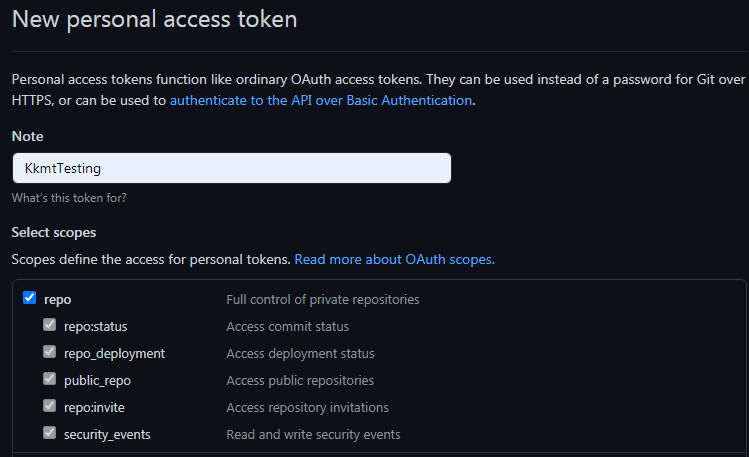 New personal access token
Personal access tokens function like ordinary OAuth access tokens. They can be used instead of a password for Git over
HTTPS, or can be used to authenticate to the API over Basic Authentication.
Note
KkmtTesting
What's this token for?
Select scopes
Scopes define the access for personal tokens. Read more about OAuth scopes.
repo Full control of private repositories
repo:status Access commit status
repo_deployment Access deployment status
public_repo Access public repositories
repo:invite Access repository invitations
security_events Read and write security events